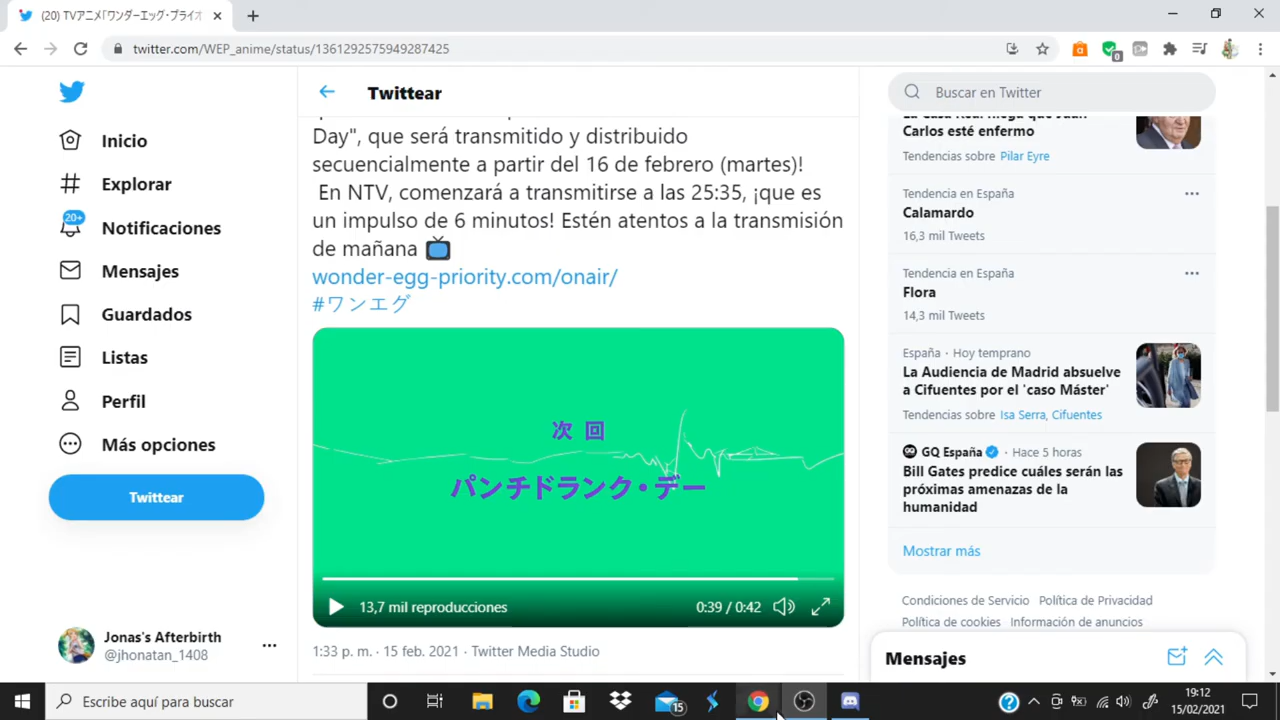 (20) TVアニメ「ワンダーエッグ・プライオ
twitter.com/WEP_anime/status/1361292575949287425
0
Twittear
Buscar en Twitter
Inicio
Explorar
20+
Notificaciones
Mensajes
Guardados
Listas
Perfil
Más opciones
Twittear
Jonas's Afterbirth
@jhonatan_1408
Day", que será transmitido y distribuido
secuencialmente a partir del 16 de febrero (martes)!
En NTV, comenzará a transmitirse a las 25:35, ¡que es
un impulso de 6 minutos! Estén atentos a la transmisión
de mañana
wonder-egg-priority.com/onair/
#ワンエグ
次回
パンチドランク・デー
13,7 mil reproducciones
0:39 / 0:42
1:33 p. m. · 15 feb. 2021 · Twitter Media Studio
La Casa Real niega que Juan
Carlos esté enfermo
Tendencias sobre Pilar Eyre
Tendencia en España
Calamardo
16,3 mil Tweets
Tendencia en España
Flora
14,3 mil Tweets
España · Hoy temprano
La Audiencia de Madrid absuelve
a Cifuentes por el 'caso Máster'
Tendencias sobre Isa Serra, Cifuentes
GQ España · Hace 5 horas
Bill Gates predice cuáles serán las
próximas amenazas de la
humanidad
Mostrar más
Condiciones de Servicio Política de Privacidad
Política de cookies Información de anuncios
Mensajes
Escribe aquí para buscar
15
19:12
15/02/2021